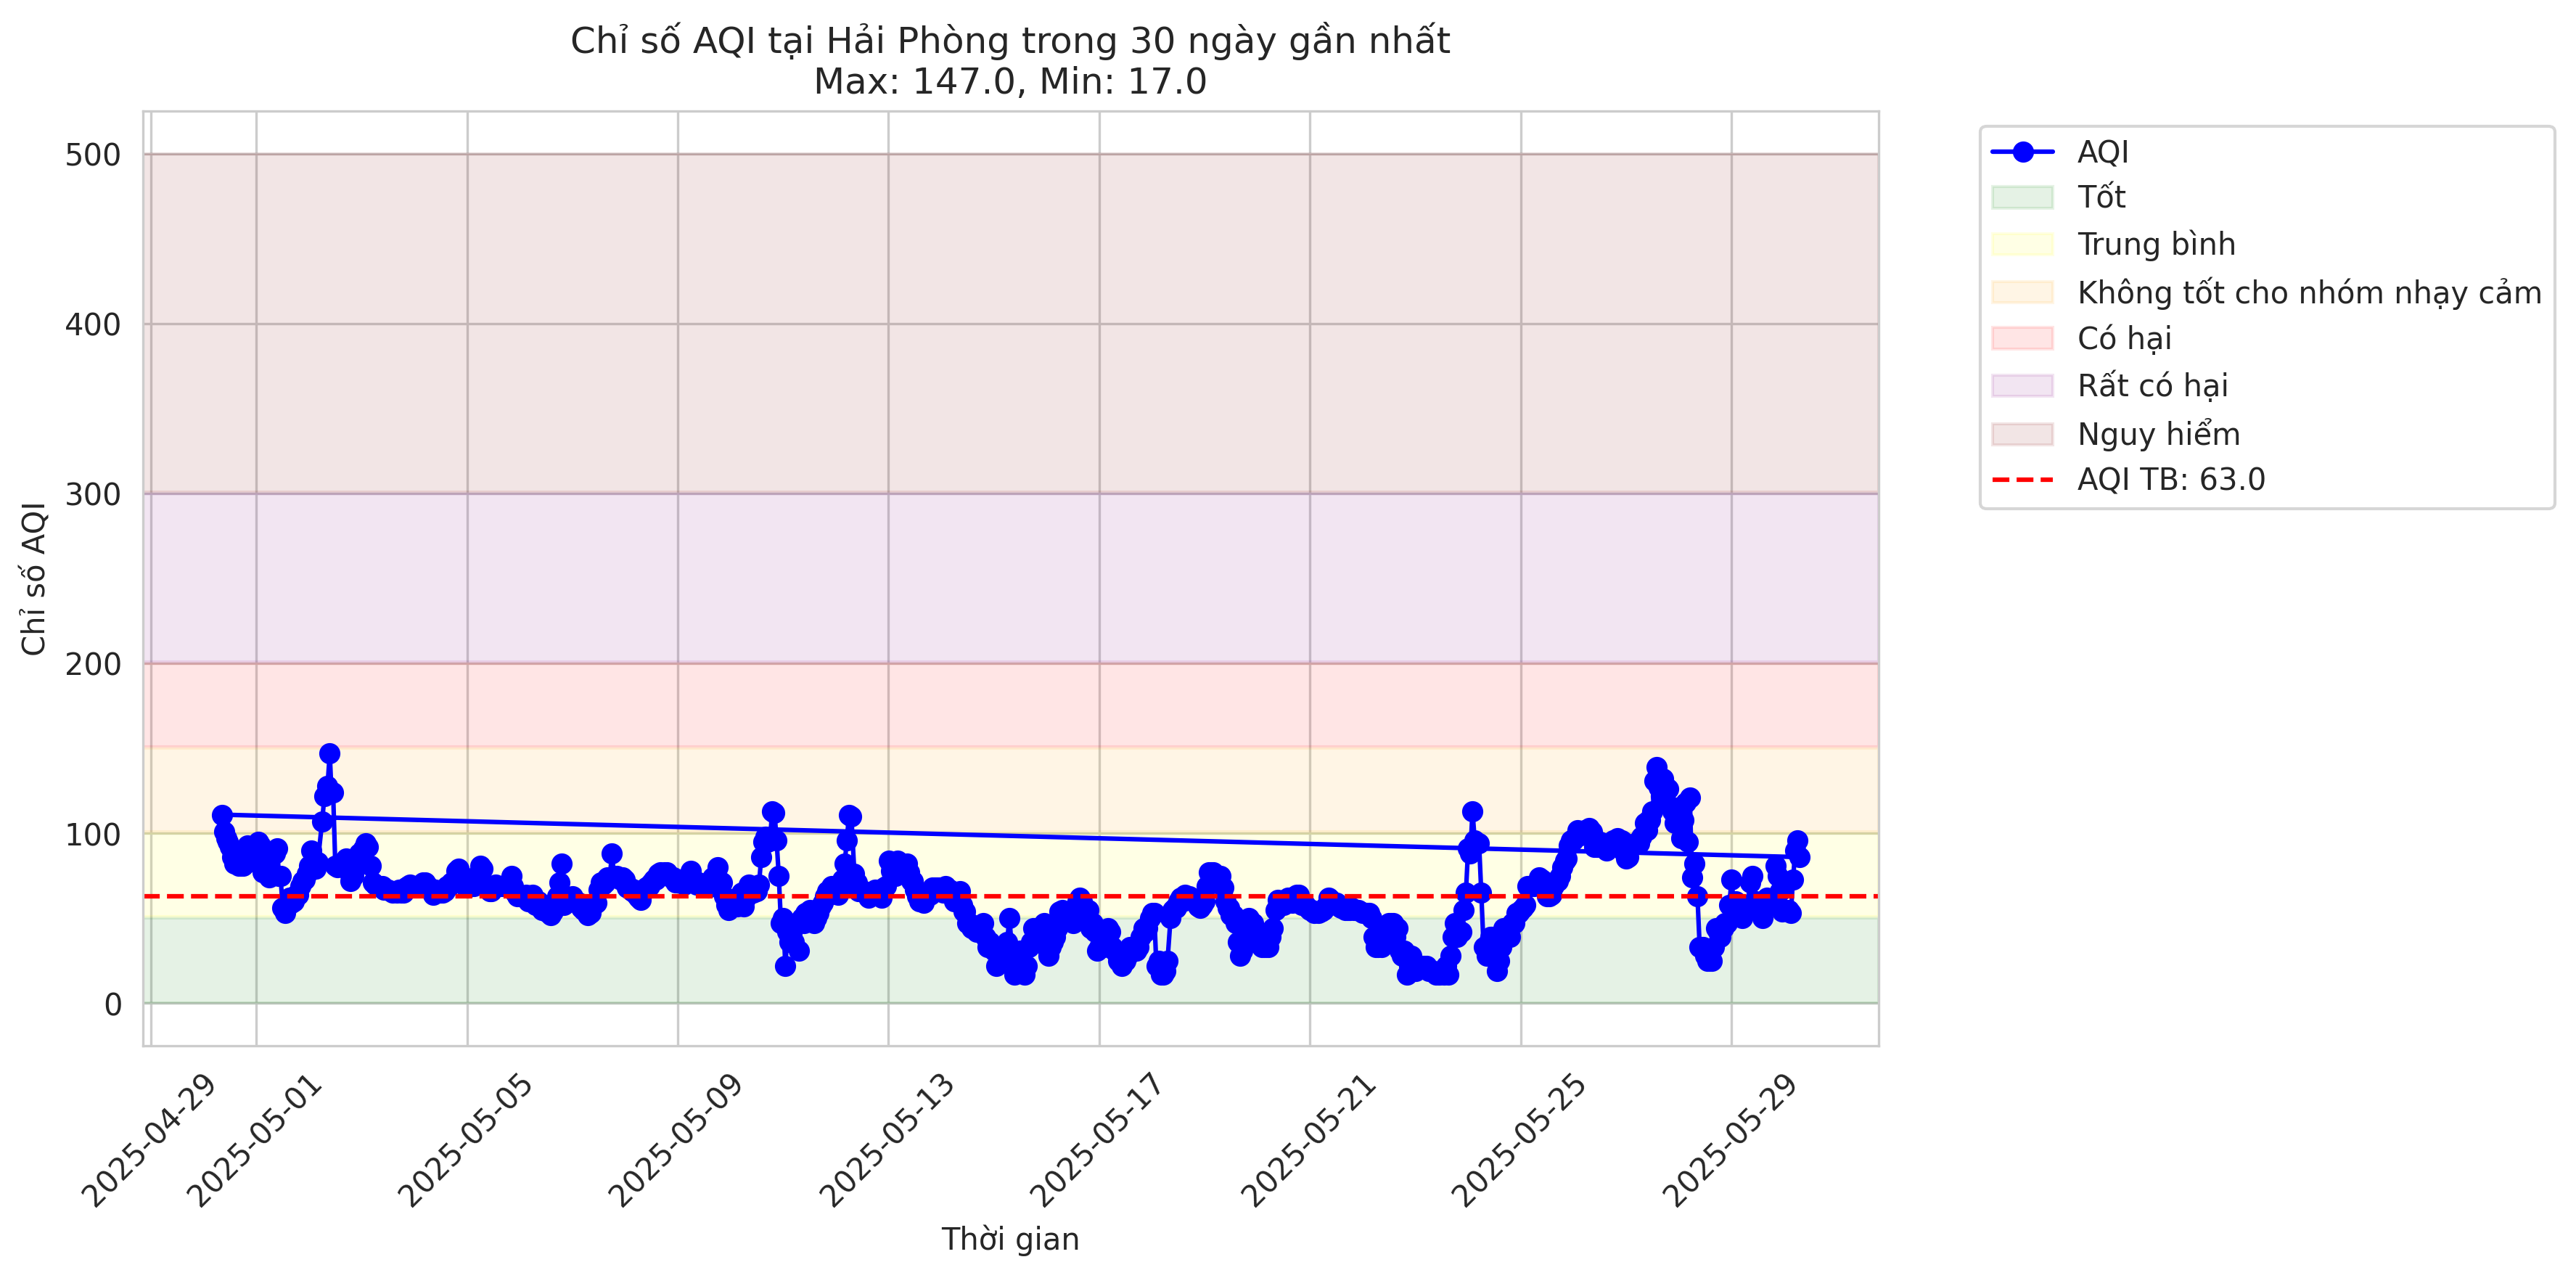 Chỉ số AQI tại Hải Phòng trong 30 ngày gần nhất
Max: 147.0, Min: 17.0
Chỉ số AQI
500
400
300
200
100
0
2025-04-29
2025-05-01
2025-05-05
2025-05-09
2025-05-13
2025-05-17
2025-05-21
2025-05-25
2025-05-29
Thời gian
AQI
Tốt
Trung bình
Không tốt cho nhóm nhạy cảm
Có hại
Rất có hại
Nguy hiểm
AQI TB: 63.0